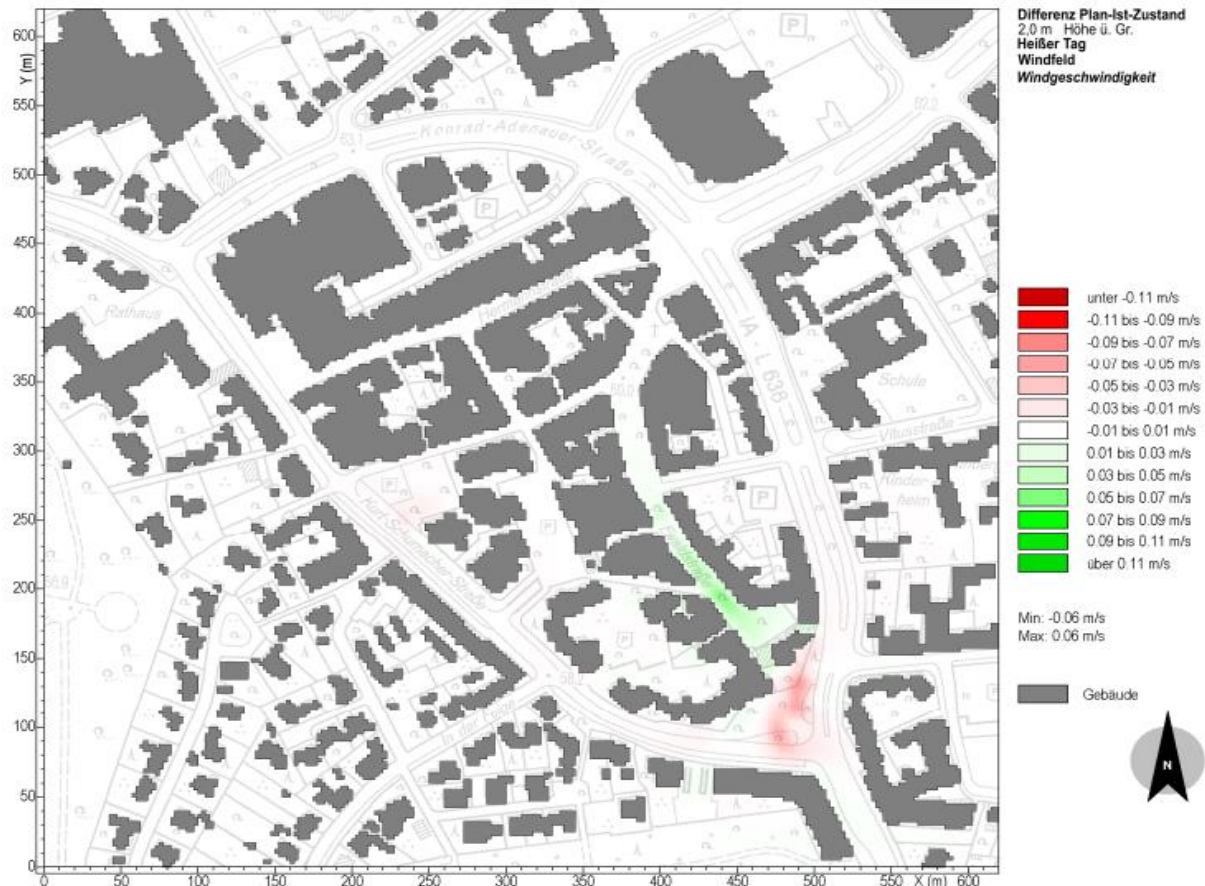 Differenz Plan-Ist-Zustand
2,0 m Höhe ü. Gr.
Heißer Tag
Windfeld
Windgeschwindigkeit
600
Y (m)
550
500
450
400
350
300
250
200
150
100
50
0
0
50
100
150
200
250
300
350
400
450
500
550
X (m)
600
P
Konrad-Adenauer-Straße
63,1
P
Rathaus
IA - L 636
Schule
Vitusstraße
P
P
P
heim
unter -0.11 m/s
-0.11 bis -0.09 m/s
-0.09 bis -0.07 m/s
-0.07 bis -0.05 m/s
-0.05 bis -0.03 m/s
-0.03 bis -0.01 m/s
-0.01 bis 0.01 m/s
0.01 bis 0.03 m/s
0.03 bis 0.05 m/s
0.05 bis 0.07 m/s
0.07 bis 0.09 m/s
0.09 bis 0.11 m/s
über 0.11 m/s
Min: -0.06 m/s
Max: 0.06 m/s
Gebäude
N